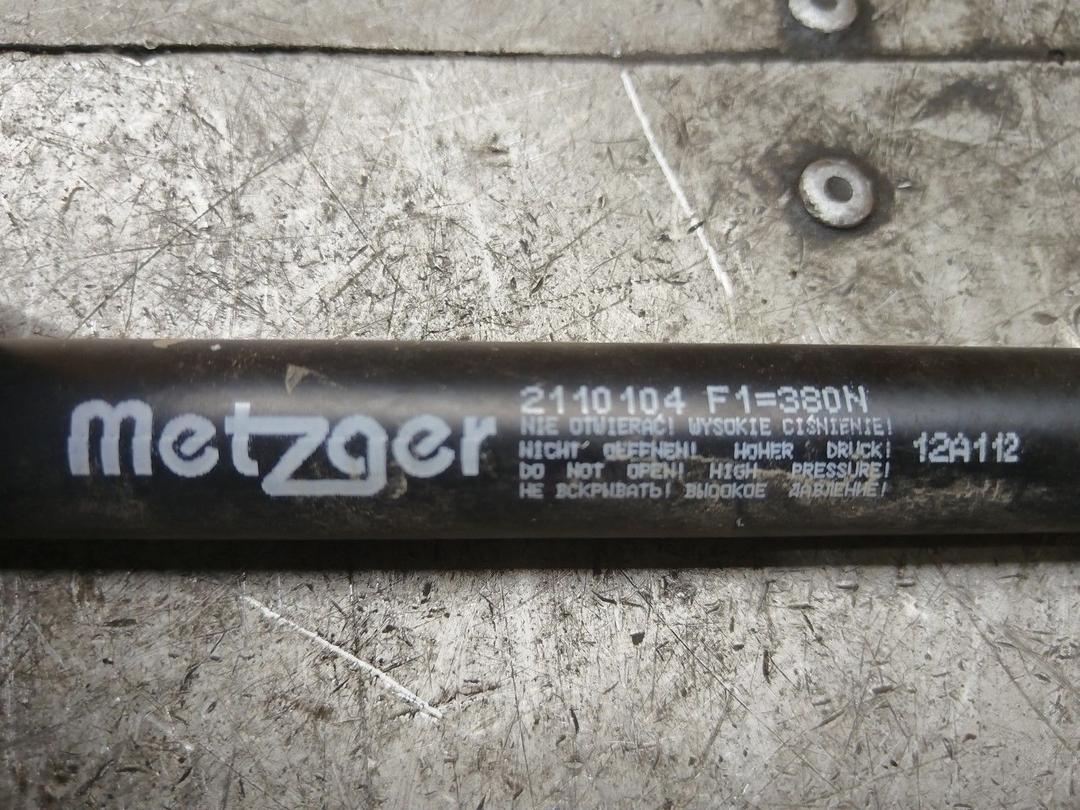 metzger
2110104 F1=380N
NIE OTWIERAĆ! WYSOKIE CIŚNIENIE!
NICHT OEFFNEN! HOHER DRUCK!
DO NOT OPEN! HIGH PRESSURE!
НЕ ВСКРЫВАТЬ! ВЫСОКОЕ ДАВЛЕНИЕ!
12A112